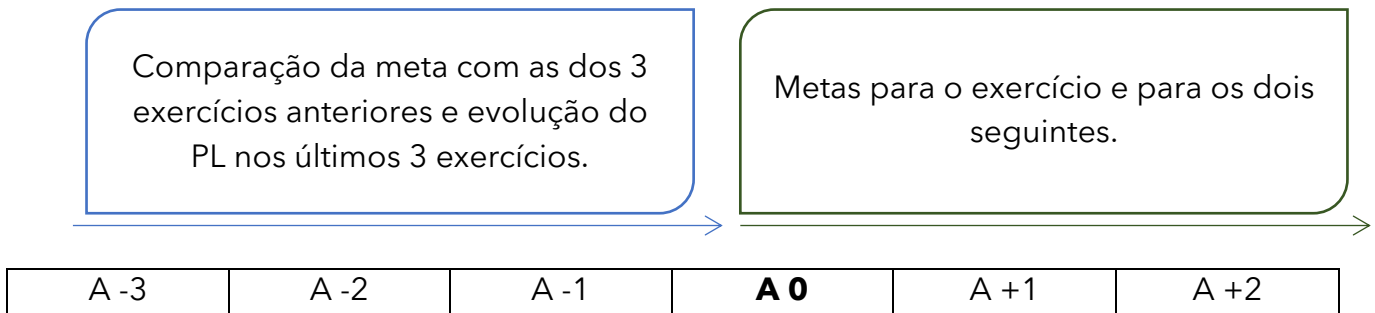 Comparação da meta com as dos 3
exercícios anteriores e evolução do
PL nos últimos 3 exercícios.
Metas para o exercício e para os dois
seguintes.
A -3 A -2 A -1 A 0 A +1 A +2